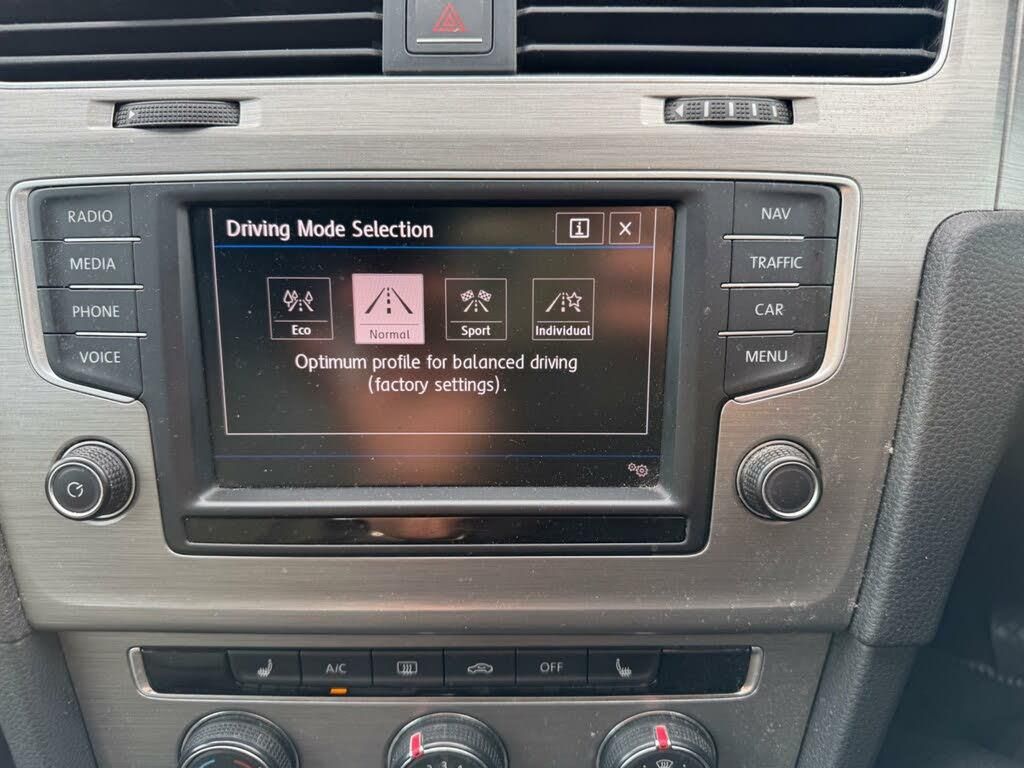 RADIO
MEDIA
PHONE
VOICE
Driving Mode Selection
i X
Eco
Normal
Sport
Individual
Optimum profile for balanced driving
(factory settings).
NAV
TRAFFIC
CAR
MENU
A/C
OFF